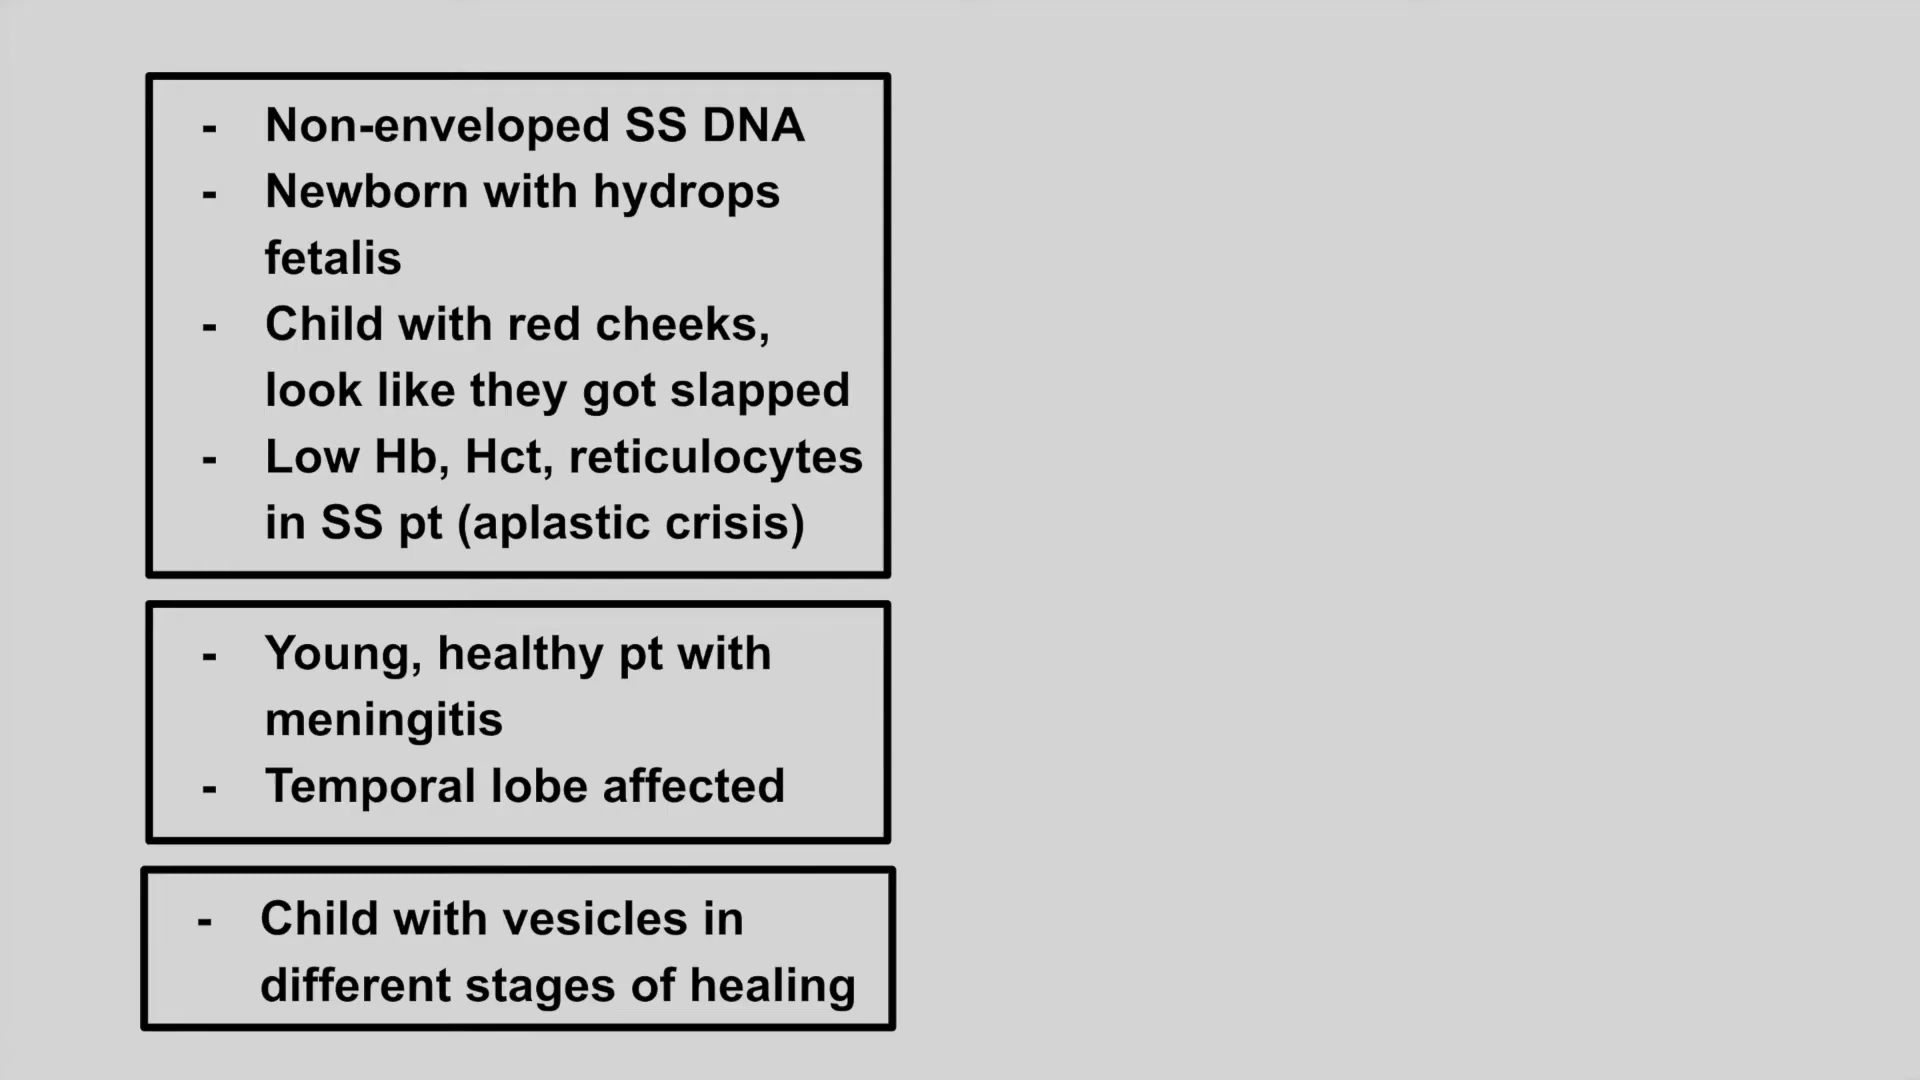 - Non-enveloped SS DNA
- Newborn with hydrops
fetalis
- Child with red cheeks,
look like they got slapped
- Low Hb, Hct, reticulocytes
in SS pt (aplastic crisis)
- Young, healthy pt with
meningitis
- Temporal lobe affected
- Child with vesicles in
different stages of healing